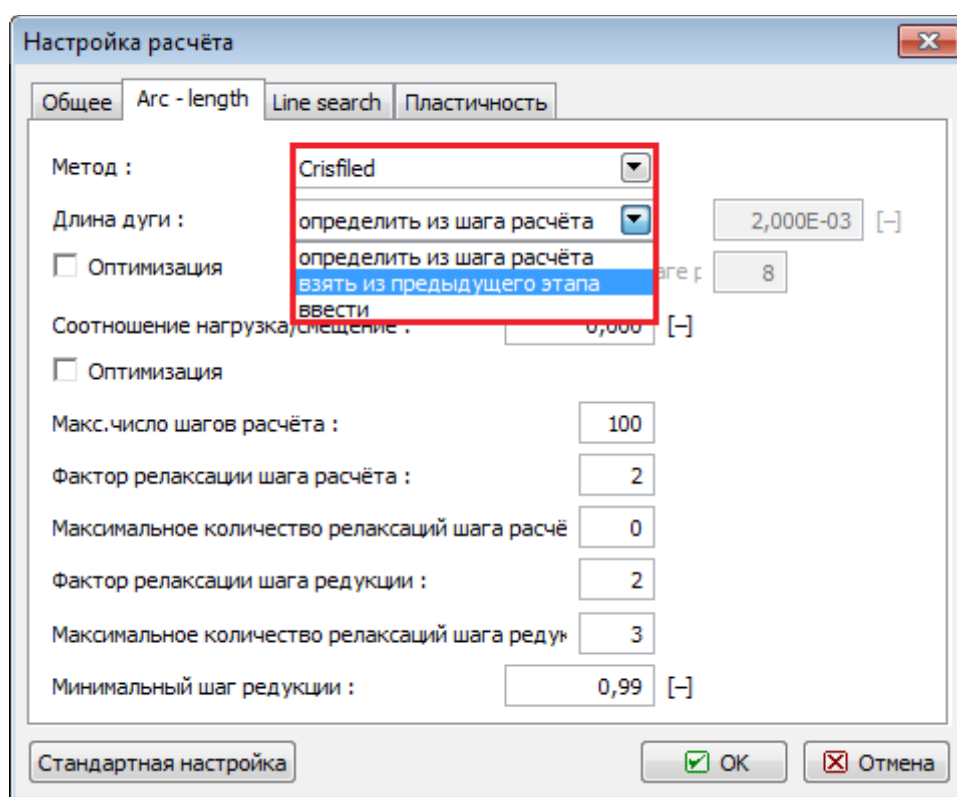 Настройка расчёта
Общее Arc - length Line search Пластичность
Метод : Crisfiled
Длина дуги : определить из шага расчёта 2,000E-03 [–]
определить из шага расчёта
Оптимизация 8
взять из предыдущего этапа
ввести
Соотношение нагрузка/смещение : 0,000 [–]
Оптимизация
Макс.число шагов расчёта : 100
Фактор релаксации шага расчёта : 2
Максимальное количество релаксаций шага расчё 0
Фактор релаксации шага редукции : 2
Максимальное количество релаксаций шага редук 3
Минимальный шаг редукции : 0,99 [–]
Стандартная настройка OK Отмена